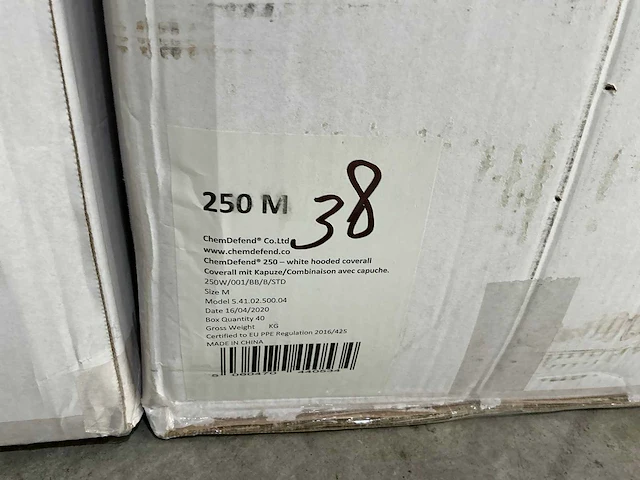 250 M
38
ChemDefend® Co.Ltd
www.chemdefend.co
ChemDefend® 250 – white hooded coverall
Coverall mit Kapuze/Combinaison avec capuche.
250W/001/BB/B/STD
Size M
Model S.41.02.500.04
Date 16/04/2020
Box Quantity 40
Gross Weight KG
Certified to EU PPE Regulation 2016/425
MADE IN CHINA